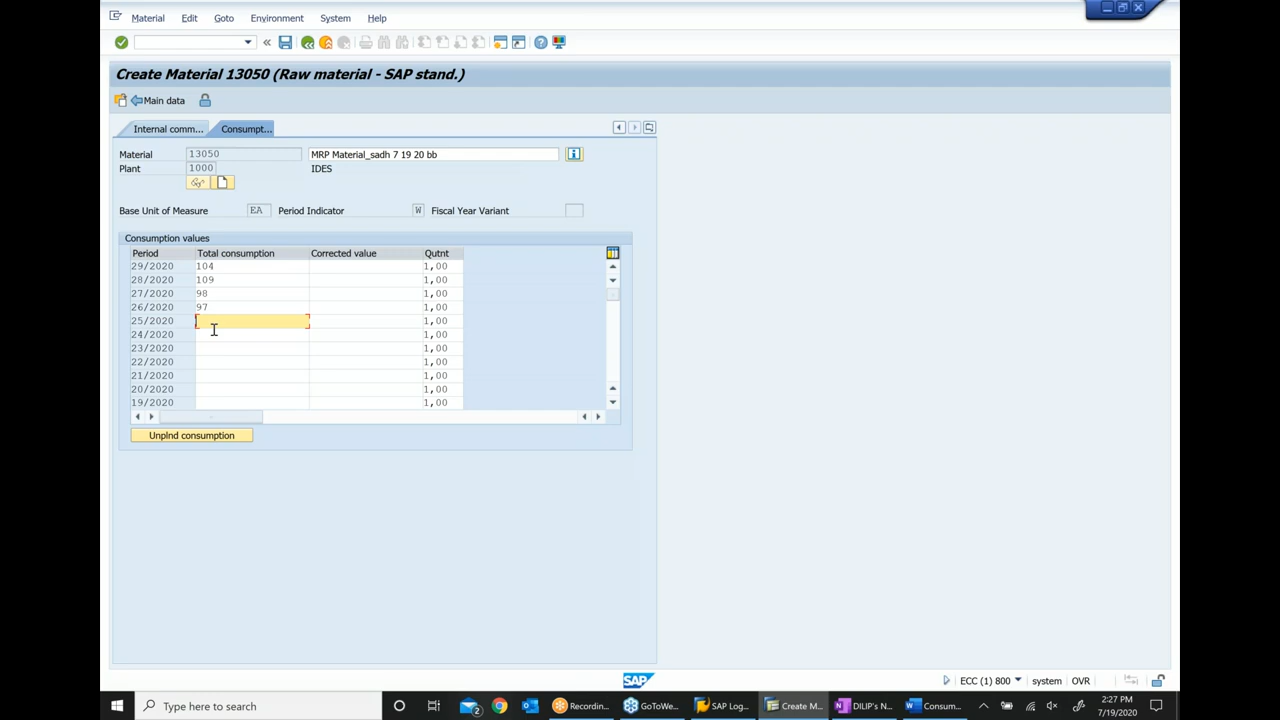 Material Edit Goto Environment System Help
Create Material 13050 (Raw material - SAP stand.)
Main data
Internal comm... Consumpt...
Material 13050 MRP Material_sadh 7 19 20 bb
Plant 1000 IDES
Base Unit of Measure EA Period Indicator W Fiscal Year Variant
Consumption values
Period Total consumption Corrected value Qutnt
29/2020 104 1,00
28/2020 109 1,00
27/2020 98 1,00
26/2020 97 1,00
25/2020 1,00
24/2020 1,00
23/2020 1,00
22/2020 1,00
21/2020 1,00
20/2020 1,00
19/2020 1,00
Unplnd consumption
SAP
ECC (1) 800 system OVR
Type here to search 2 Recordin... GoToWe... SAP Log... Create M... DILIP's N... Consum... 2:27 PM
7/19/2020